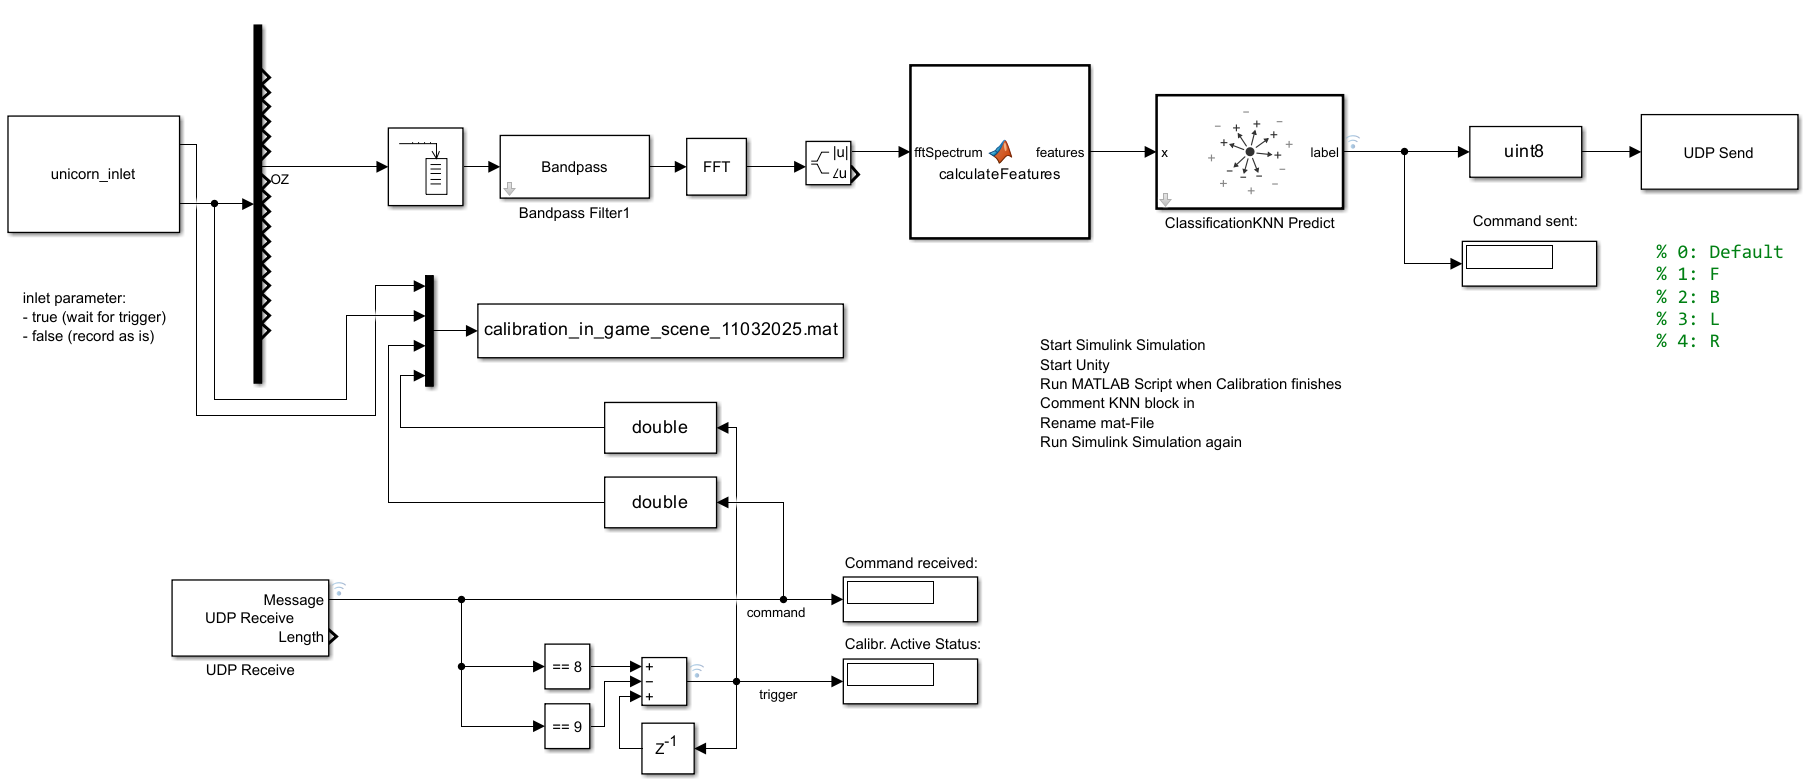 unicorn_inlet
OZ
Bandpass
Bandpass Filter1
FFT
|u|
∠u
fftSpectrum
features
calculateFeatures
x
label
ClassificationKNN Predict
uint8
UDP Send
Command sent:
% 0: Default
% 1: F
% 2: B
% 3: L
% 4: R
inlet parameter:
- true (wait for trigger)
- false (record as is)
calibration_in_game_scene_11032025.mat
Start Simulink Simulation
Start Unity
Run MATLAB Script when Calibration finishes
Comment KNN block in
Rename mat-File
Run Simulink Simulation again
double
double
Message
UDP Receive
Length
UDP Receive
command
Command received:
== 8
== 9
+
−
+
trigger
Calibr. Active Status:
z-1